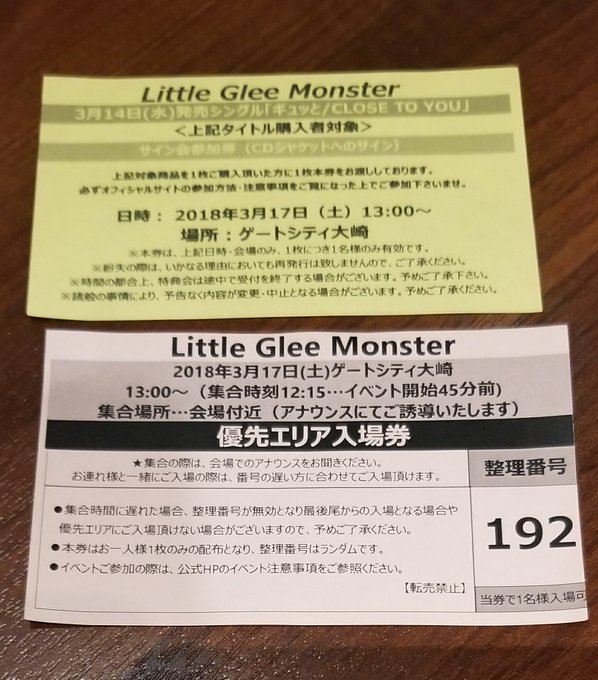 Little Glee Monster
3月14日(水)発売シングル「ギュッと/CLOSE TO YOU」
<上記タイトル購入者対象>
サイン会参加券（CDジャケットへのサイン）
上記対象商品を1枚ご購入頂いた方に1枚本券をお渡ししております。
必ずオフィシャルサイトの参加方法・注意事項をご覧になった上でご参加下さいませ。
日時： 2018年3月17日（土）13:00～
場所：ゲートシティ大崎
※本券は、上記日時・会場のみ、1枚につき1名様のみ有効です。
※紛失の際は、いかなる理由においても再発行は致しませんので、ご了承ください。
※時間の都合上、特典会は途中で受付を終了する場合がございます。予めご了承下さい。
※諸般の事情により、予告なく内容が変更・中止となる場合がございます。予めご了承ください。
Little Glee Monster
2018年3月17日(土)ゲートシティ大崎
13:00～（集合時刻12:15…イベント開始45分前)
集合場所…会場付近（アナウンスにてご誘導いたします）
優先エリア入場券
★集合の際は、会場でのアナウンスをお聞きください。
お連れ様と一緒にご入場の際は、番号の遅い方に合わせてご入場頂けます。
整理番号
●集合時間に遅れた場合、整理番号が無効となり最後尾からの入場となる場合や
優先エリアにご入場頂けない場合がございますので、予めご了承ください。
●本券はお一人様1枚のみの配布となり、整理番号はランダムです。
●イベントご参加の際は、公式HPのイベント注意事項をご参照ください。
192
【転売禁止】
当券で1名様入場可